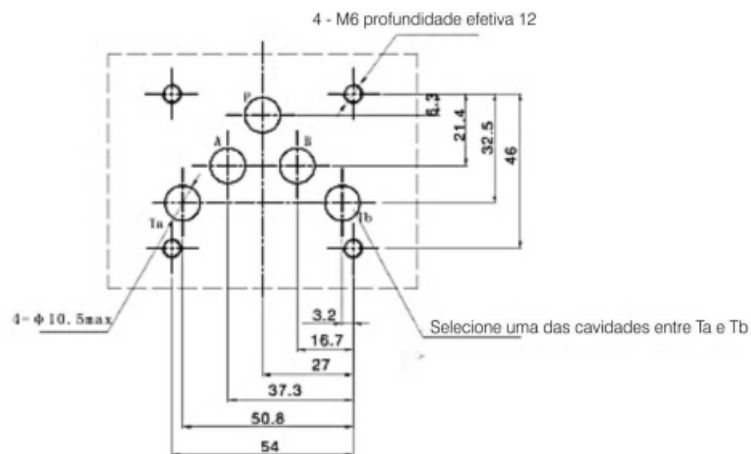 4 - M6 profundidade efetiva 12
P
6.3
21.4
32.5
46
A
B
Ta
Tb
4-φ10.5max
3.2
Selecione uma das cavidades entre Ta e Tb
16.7
27
37.3
50.8
54